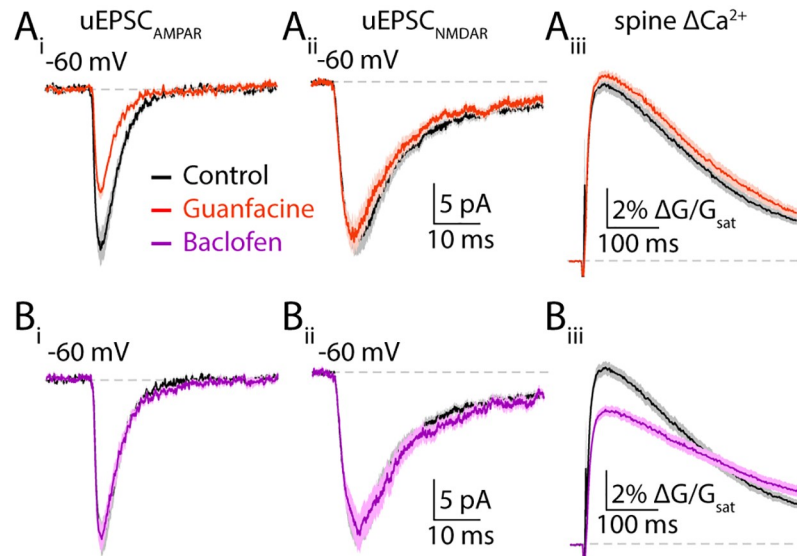 Ai uEPSCAMPAR
-60 mV
Aii uEPSCNMDAR
-60 mV
Aiii spine ΔCa2+
Control
Guanfacine
Baclofen
5 pA
10 ms
2% ΔG/Gsat
100 ms
Bi
-60 mV
Bii
-60 mV
Biii
5 pA
10 ms
2% ΔG/Gsat
100 ms